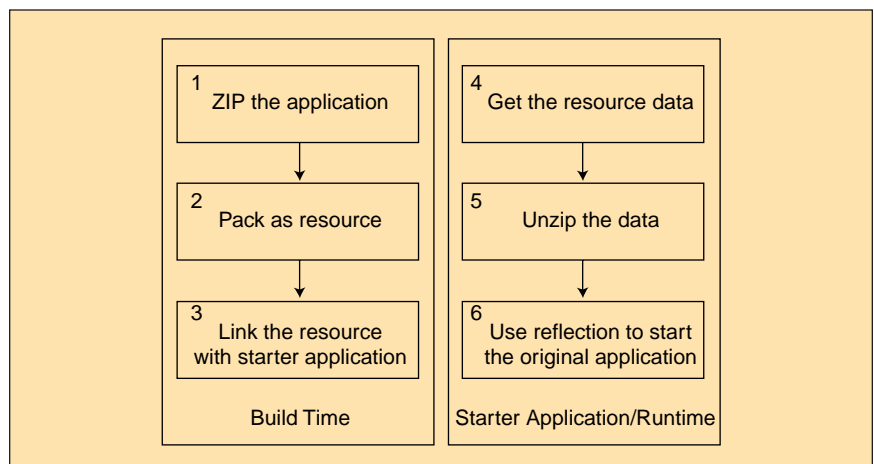 1
ZIP the application
2
Pack as resource
3
Link the resource
with starter application
Build Time
4
Get the resource data
5
Unzip the data
6
Use reflection to start
the original application
Starter Application/Runtime